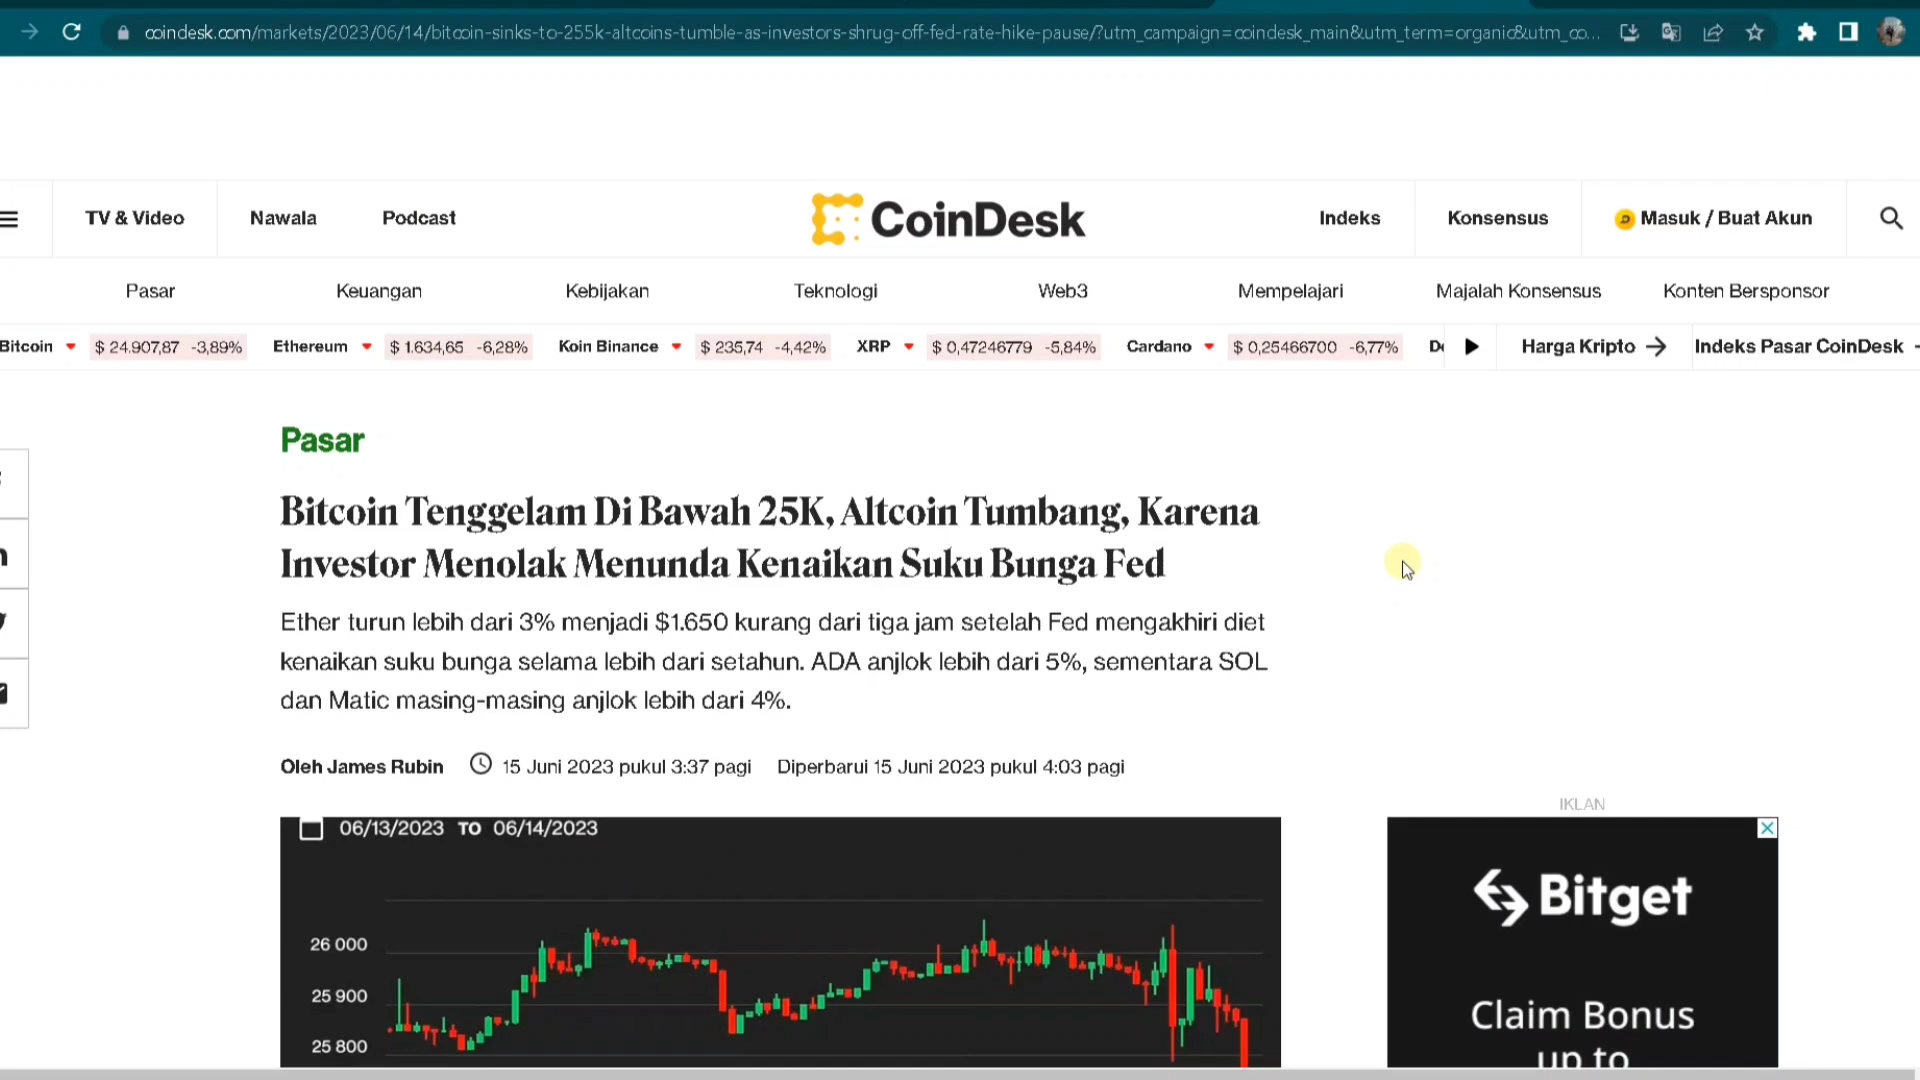 coindesk.com/markets/2023/06/14/bitcoin-sinks-to-255k-altcoins-tumble-as-investors-shrug-off-fed-rate-hike-pause/?utm_campaign=coindesk_main&utm_term=organic&utm_co...
TV & Video Nawala Podcast CoinDesk Indeks Konsensus Masuk / Buat Akun
Pasar Keuangan Kebijakan Teknologi Web3 Mempelajari Majalah Konsensus Konten Bersponsor
Bitcoin $ 24.907,87 -3,89% Ethereum $ 1.634,65 -6,28% Koin Binance $ 235,74 -4,42% XRP $ 0,47246779 -5,84% Cardano $ 0,25466700 -6,77% Harga Kripto Indeks Pasar CoinDesk
Pasar
Bitcoin Tenggelam Di Bawah 25K, Altcoin Tumbang, Karena
Investor Menolak Menunda Kenaikan Suku Bunga Fed
Ether turun lebih dari 3% menjadi $1.650 kurang dari tiga jam setelah Fed mengakhiri diet
kenaikan suku bunga selama lebih dari setahun. ADA anjlok lebih dari 5%, sementara SOL
dan Matic masing-masing anjlok lebih dari 4%.
Oleh James Rubin 15 Juni 2023 pukul 3:37 pagi Diperbarui 15 Juni 2023 pukul 4:03 pagi
IKLAN
06/13/2023 TO 06/14/2023
26 000
25 900
25 800
Bitget
Claim Bonus
up to